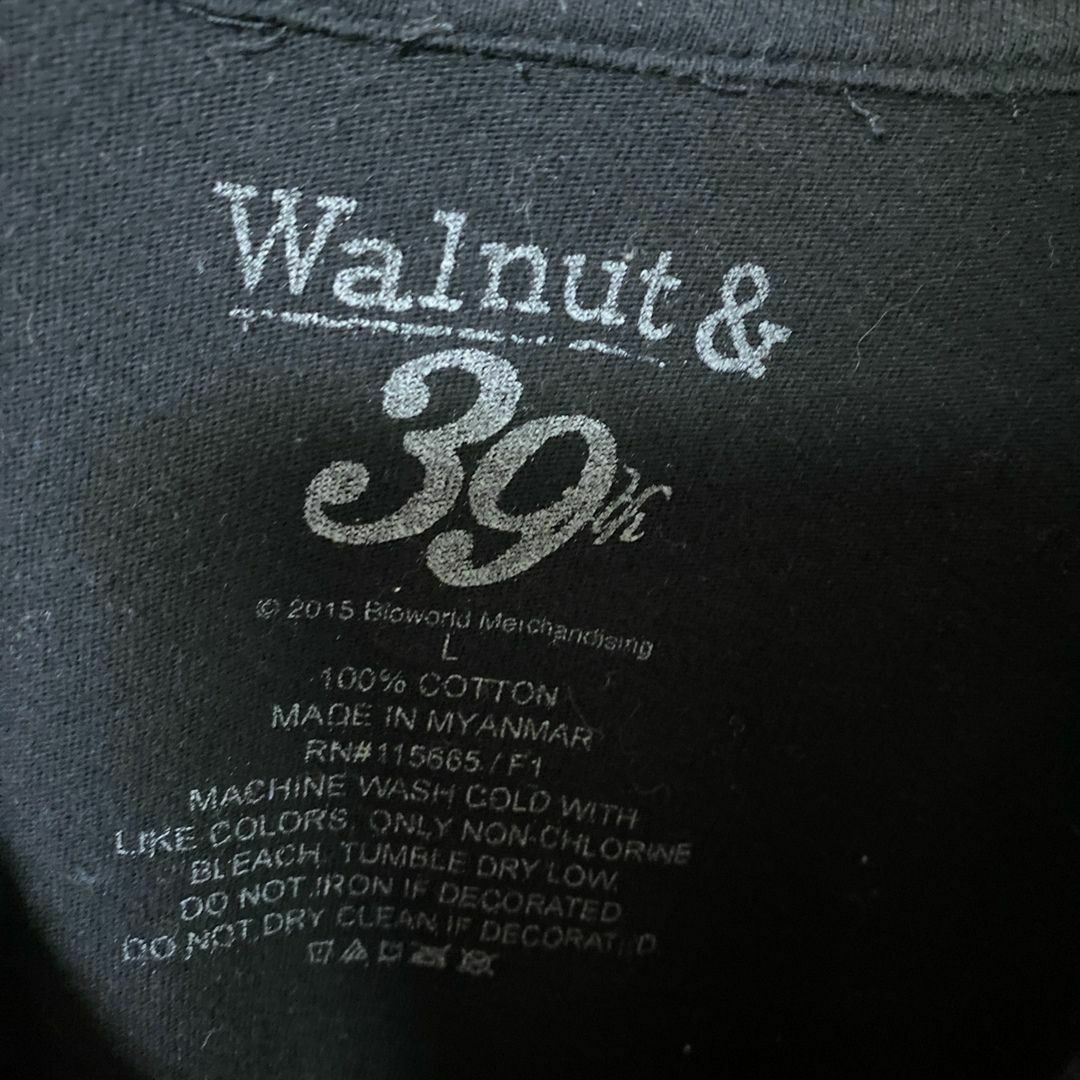 Walnut &
39th
© 2015 Bioworld Merchandising
L
100% COTTON
MADE IN MYANMAR
RN#115665 / F1
MACHINE WASH COLD WITH
LIKE COLORS, ONLY NON-CHLORINE
BLEACH, TUMBLE DRY LOW.
DO NOT IRON IF DECORATED
DO NOT DRY CLEAN IF DECORATED